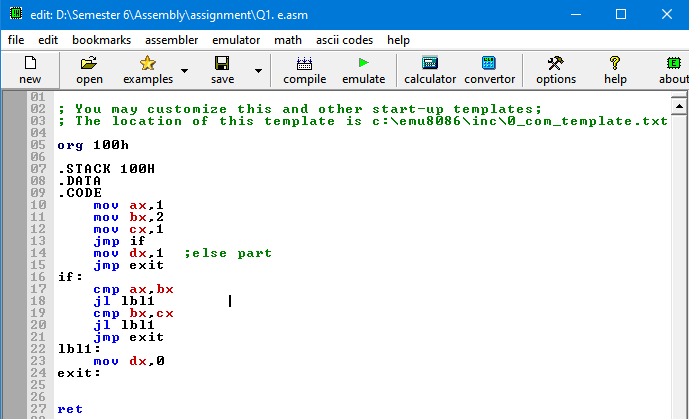 edit: D:\Semester 6\Assembly\assignment\Q1. e.asm
file edit bookmarks assembler emulator math ascii codes help
new open examples save compile emulate calculator convertor options help about
01
02 ; You may customize this and other start-up templates;
03 ; The location of this template is c:\emu8086\inc\0_com_template.txt
04
05 org 100h
06
07 .STACK 100H
08 .DATA
09 .CODE
10 mov ax,1
11 mov bx,2
12 mov cx,1
13 jmp if
14 mov dx,1 ;else part
15 jmp exit
16 if:
17 cmp ax,bx
18 jl lbl1
19 cmp bx,cx
20 jl lbl1
21 jmp exit
22 lbl1:
23 mov dx,0
24 exit:
25
26
27 ret